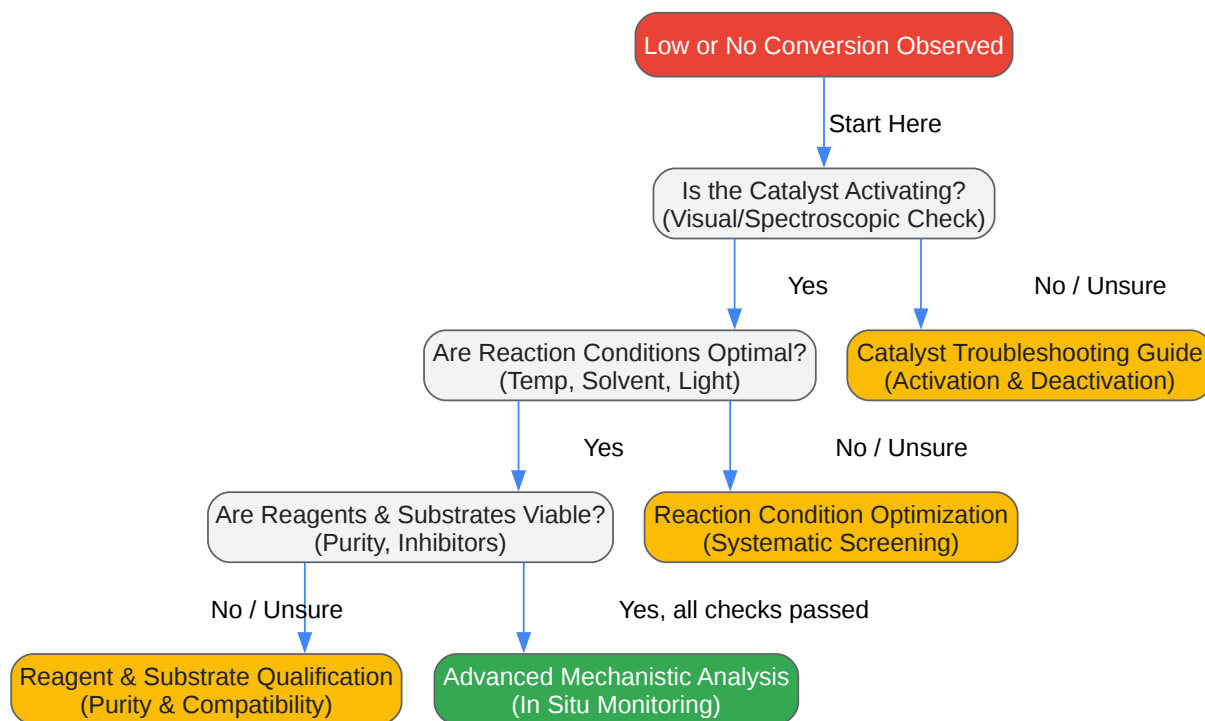 Low or No Conversion Observed
Start Here
Is the Catalyst Activating?
(Visual/Spectroscopic Check)
Yes
No / Unsure
Are Reaction Conditions Optimal?
(Temp, Solvent, Light)
Catalyst Troubleshooting Guide
(Activation & Deactivation)
Yes
No / Unsure
Are Reagents & Substrates Viable?
(Purity, Inhibitors)
Reaction Condition Optimization
(Systematic Screening)
No / Unsure
Yes, all checks passed
Reagent & Substrate Qualification
(Purity & Compatibility)
Advanced Mechanistic Analysis
(In Situ Monitoring)